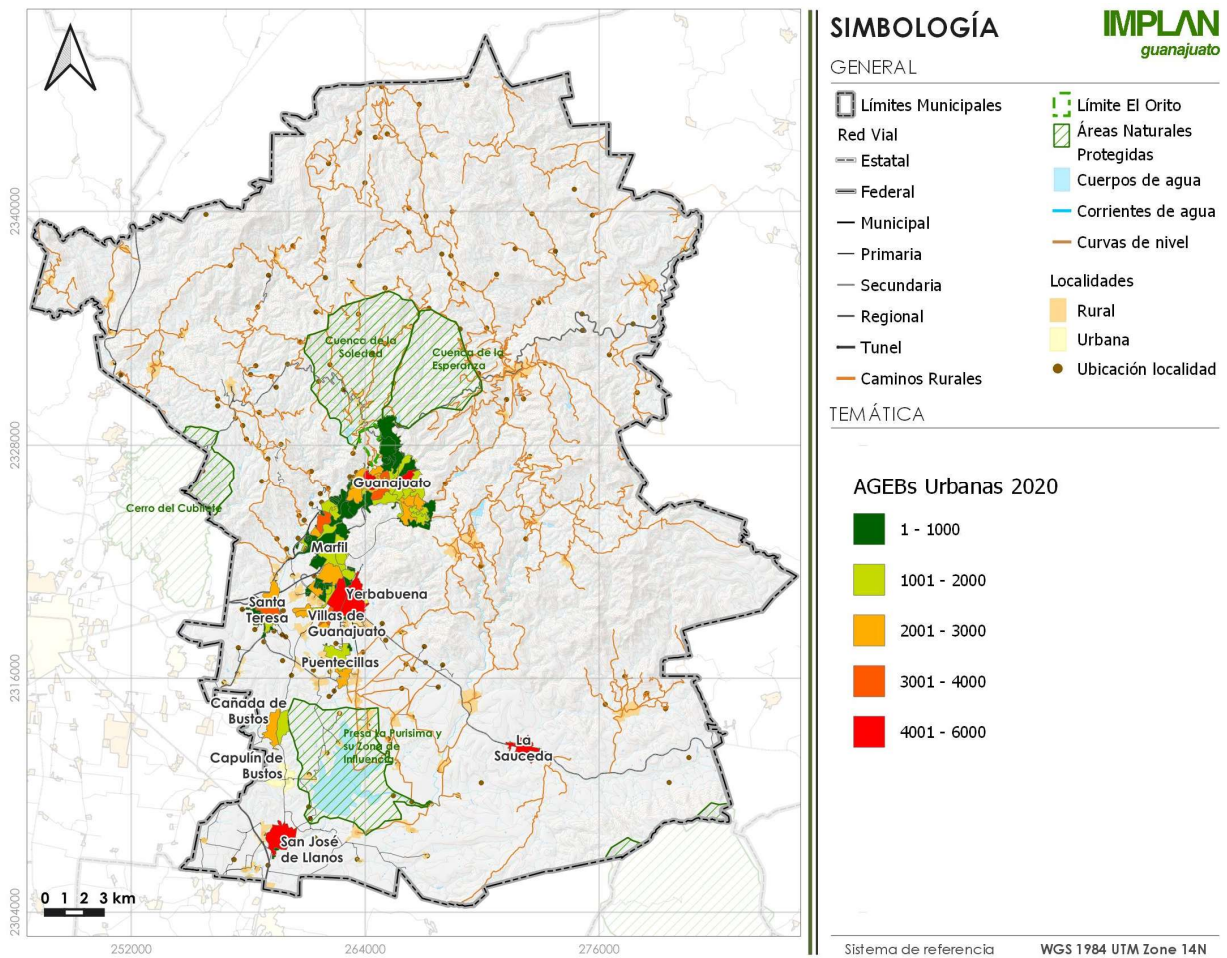 SIMBOLOGÍA
IMPLAN
guanajuato
GENERAL
Límites Municipales
Red Vial
Estatal
Federal
Municipal
Primaria
Secundaria
Regional
Tunel
Caminos Rurales
Límite El Orito
Áreas Naturales
Protegidas
Cuerpos de agua
Corrientes de agua
Curvas de nivel
Localidades
Rural
Urbana
Ubicación localidad
TEMÁTICA
AGEBs Urbanas 2020
1 - 1000
1001 - 2000
2001 - 3000
3001 - 4000
4001 - 6000
Sistema de referencia
WGS 1984 UTM Zone 14N
2340000
2328000
2316000
2304000
252000
264000
276000
0 1 2 3 km
Cuenca de la
Soledad
Cuenca de la
Esperanza
Cerro del Cubilete
Guanajuato
Marfil
Yerbabuena
Santa
Teresa
Villas de
Guanajuato
Puentecillas
Cañada de
Bustos
Presa La Purísima y
su Zona de
Influencia
Capulín de
Bustos
La
Sauceda
San José
de Llanos